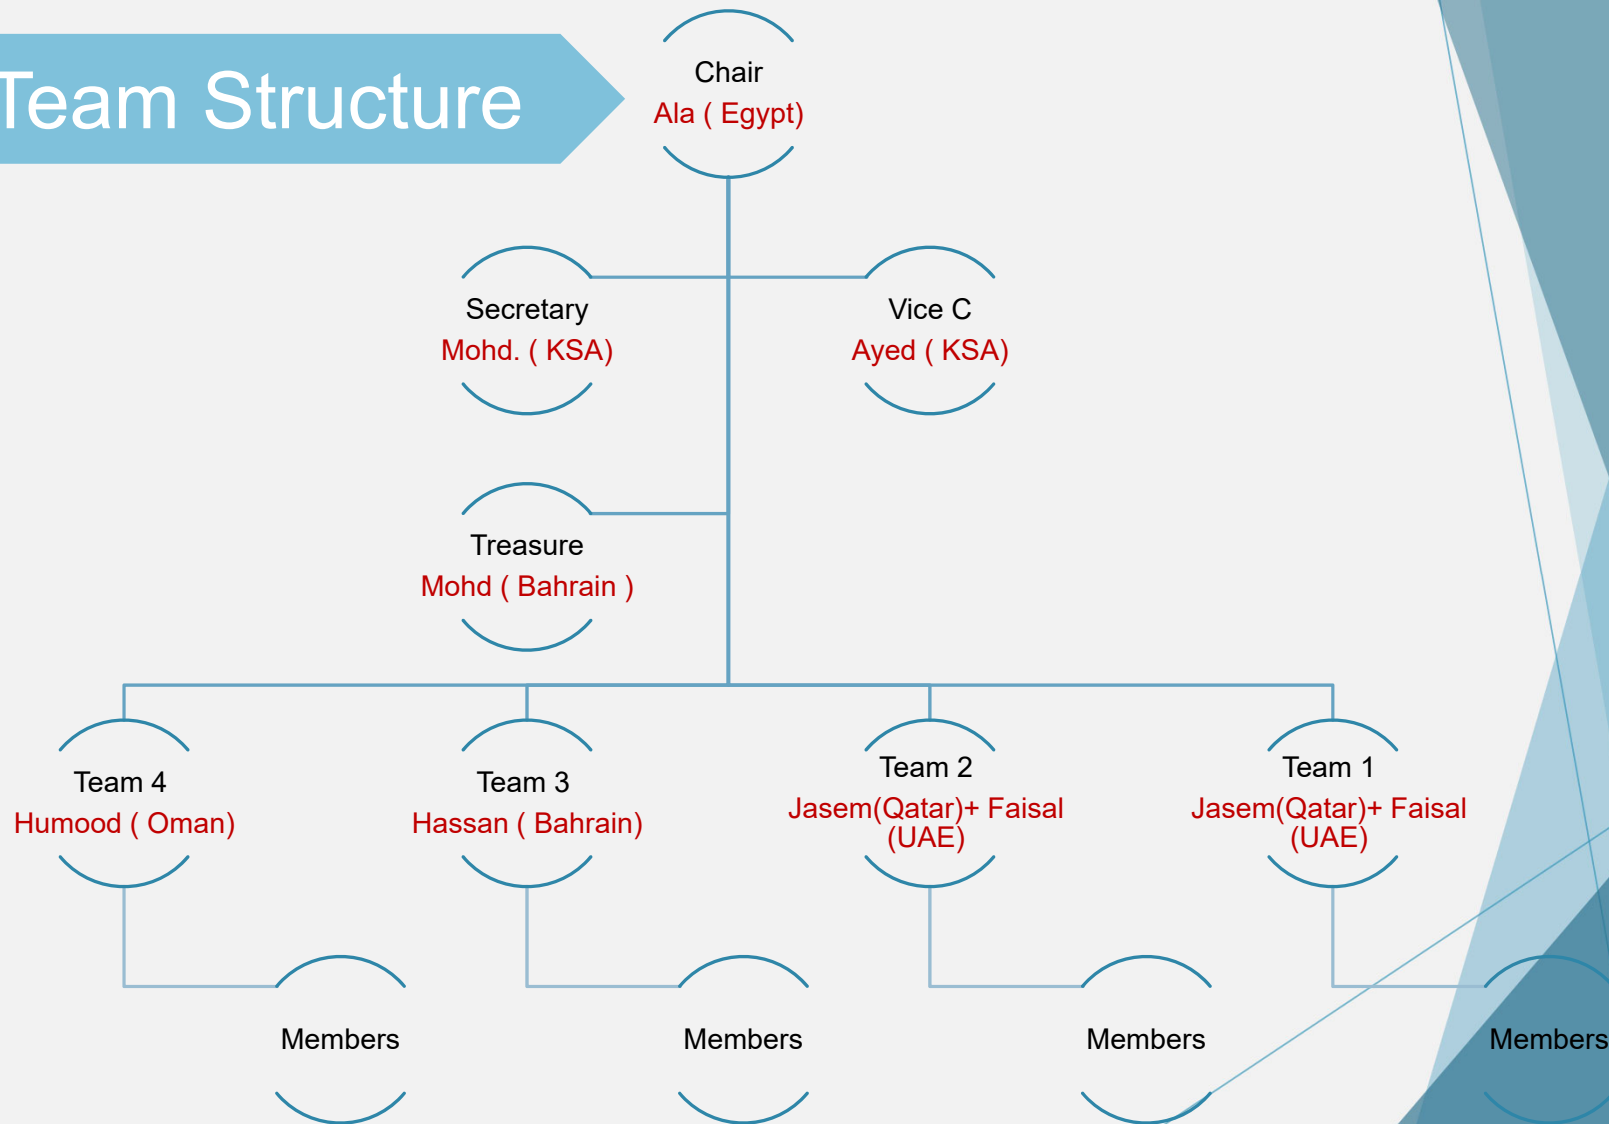 Team Structure
Chair
Ala ( Egypt)
Secretary
Mohd. ( KSA)
Vice C
Ayed ( KSA)
Treasure
Mohd ( Bahrain )
Team 4
Humood ( Oman)
Team 3
Hassan ( Bahrain)
Team 2
Jasem(Qatar)+ Faisal
(UAE)
Team 1
Jasem(Qatar)+ Faisal
(UAE)
Members
Members
Members
Members